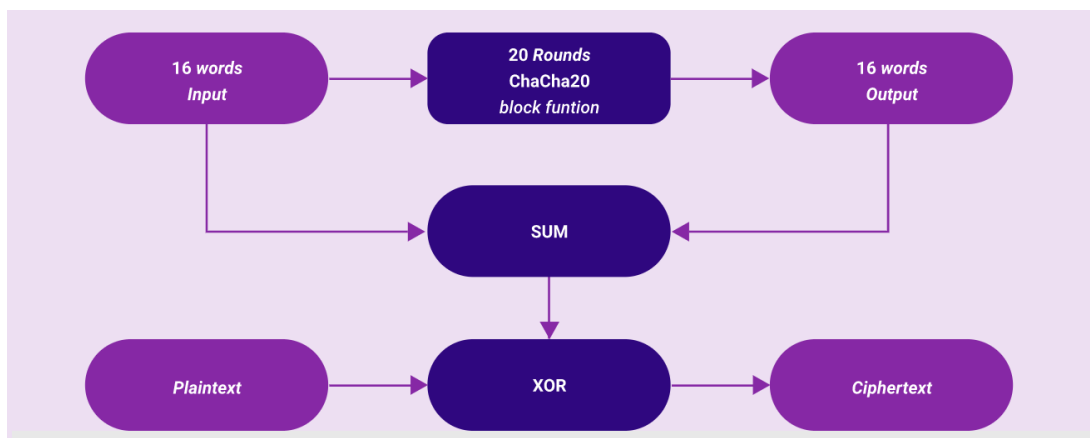 16 words
Input
20 Rounds
ChaCha20
block funtion
16 words
Output
SUM
Plaintext
XOR
Ciphertext